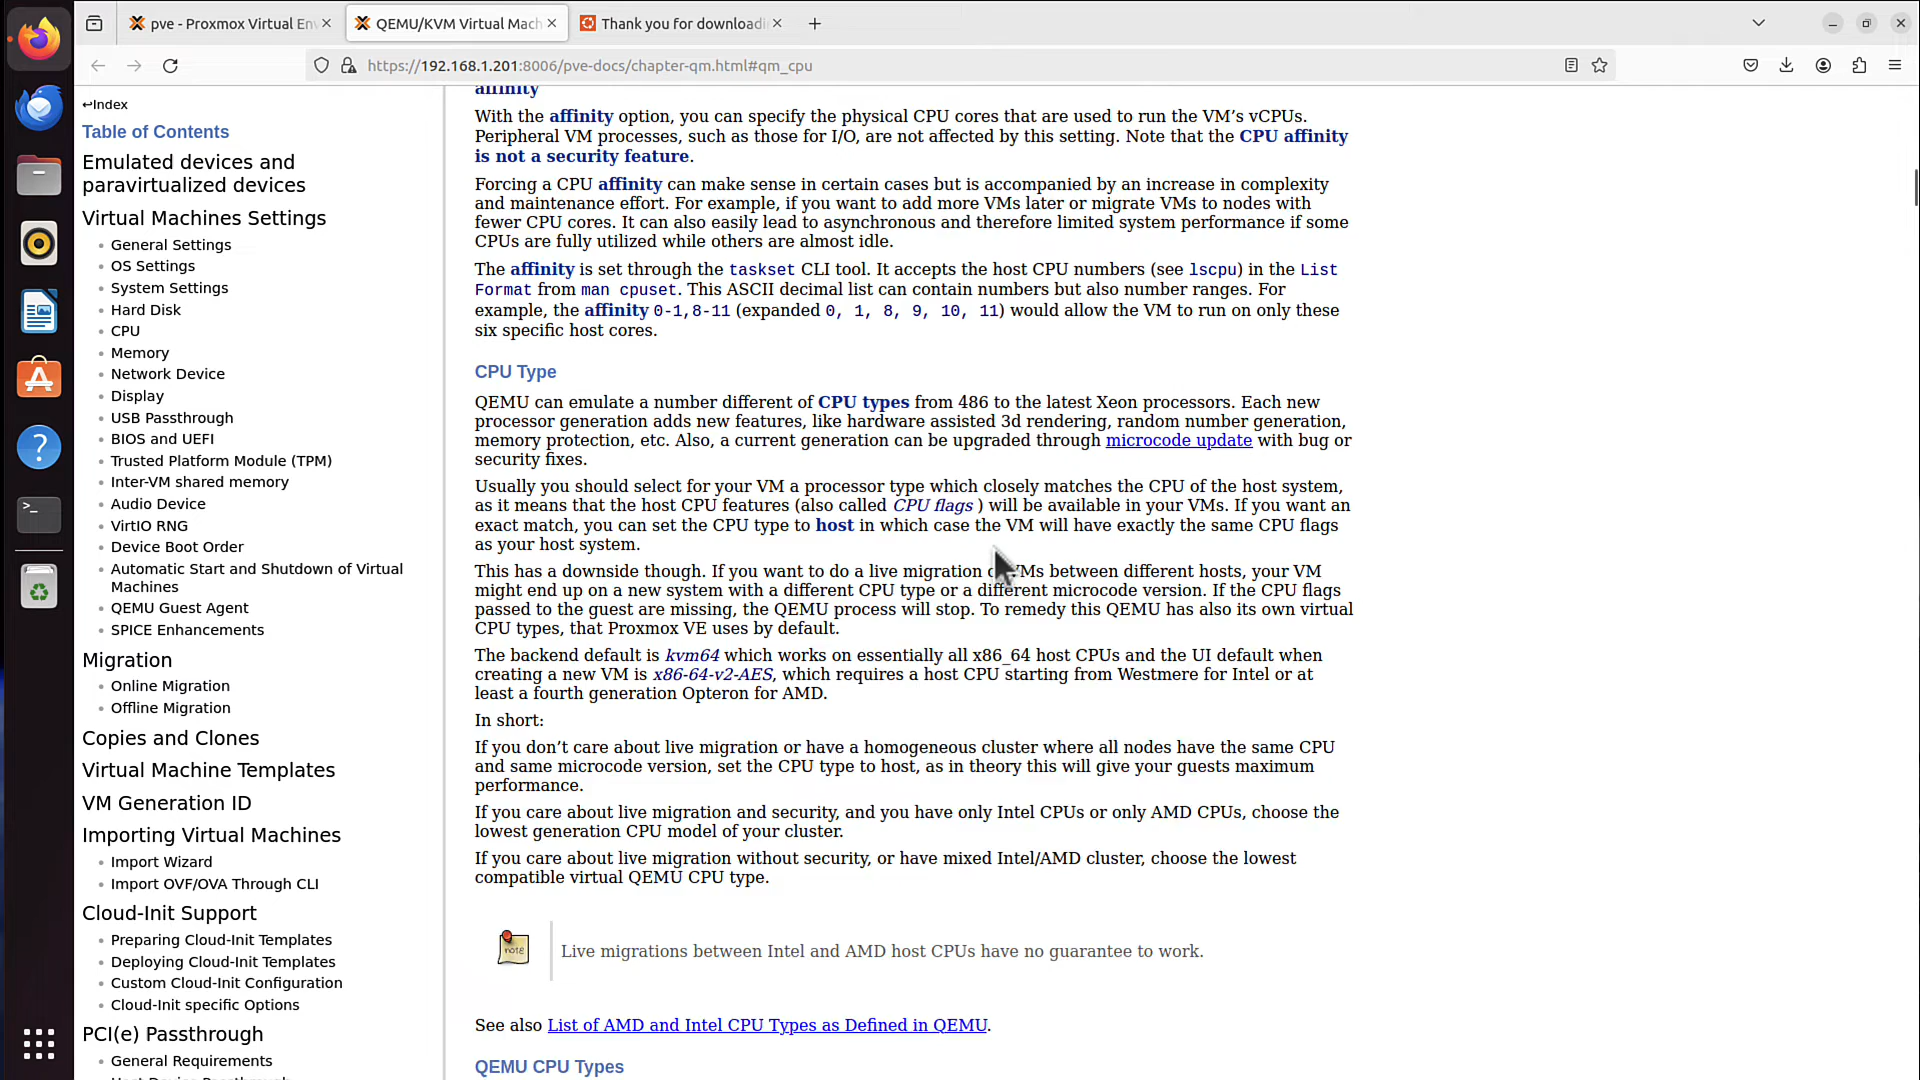 pve - Proxmox Virtual Env
QEMU/KVM Virtual Mach
Thank you for downloadi
https://192.168.1.201:8006/pve-docs/chapter-qm.html#qm_cpu
↩Index
Table of Contents
Emulated devices and
paravirtualized devices
Virtual Machines Settings
General Settings
OS Settings
System Settings
Hard Disk
CPU
Memory
Network Device
Display
USB Passthrough
BIOS and UEFI
Trusted Platform Module (TPM)
Inter-VM shared memory
Audio Device
VirtIO RNG
Device Boot Order
Automatic Start and Shutdown of Virtual
Machines
QEMU Guest Agent
SPICE Enhancements
Migration
Online Migration
Offline Migration
Copies and Clones
Virtual Machine Templates
VM Generation ID
Importing Virtual Machines
Import Wizard
Import OVF/OVA Through CLI
Cloud-Init Support
Preparing Cloud-Init Templates
Deploying Cloud-Init Templates
Custom Cloud-Init Configuration
Cloud-Init specific Options
PCI(e) Passthrough
General Requirements
affinity
With the affinity option, you can specify the physical CPU cores that are used to run the VM’s vCPUs.
Peripheral VM processes, such as those for I/O, are not affected by this setting. Note that the CPU affinity
is not a security feature.
Forcing a CPU affinity can make sense in certain cases but is accompanied by an increase in complexity
and maintenance effort. For example, if you want to add more VMs later or migrate VMs to nodes with
fewer CPU cores. It can also easily lead to asynchronous and therefore limited system performance if some
CPUs are fully utilized while others are almost idle.
The affinity is set through the taskset CLI tool. It accepts the host CPU numbers (see lscpu) in the List
Format from man cpuset. This ASCII decimal list can contain numbers but also number ranges. For
example, the affinity 0-1,8-11 (expanded 0, 1, 8, 9, 10, 11) would allow the VM to run on only these
six specific host cores.
CPU Type
QEMU can emulate a number different of CPU types from 486 to the latest Xeon processors. Each new
processor generation adds new features, like hardware assisted 3d rendering, random number generation,
memory protection, etc. Also, a current generation can be upgraded through microcode update with bug or
security fixes.
Usually you should select for your VM a processor type which closely matches the CPU of the host system,
as it means that the host CPU features (also called CPU flags ) will be available in your VMs. If you want an
exact match, you can set the CPU type to host in which case the VM will have exactly the same CPU flags
as your host system.
This has a downside though. If you want to do a live migration of VMs between different hosts, your VM
might end up on a new system with a different CPU type or a different microcode version. If the CPU flags
passed to the guest are missing, the QEMU process will stop. To remedy this QEMU has also its own virtual
CPU types, that Proxmox VE uses by default.
The backend default is kvm64 which works on essentially all x86_64 host CPUs and the UI default when
creating a new VM is x86-64-v2-AES, which requires a host CPU starting from Westmere for Intel or at
least a fourth generation Opteron for AMD.
In short:
If you don’t care about live migration or have a homogeneous cluster where all nodes have the same CPU
and same microcode version, set the CPU type to host, as in theory this will give your guests maximum
performance.
If you care about live migration and security, and you have only Intel CPUs or only AMD CPUs, choose the
lowest generation CPU model of your cluster.
If you care about live migration without security, or have mixed Intel/AMD cluster, choose the lowest
compatible virtual QEMU CPU type.
note
Live migrations between Intel and AMD host CPUs have no guarantee to work.
See also List of AMD and Intel CPU Types as Defined in QEMU.
QEMU CPU Types